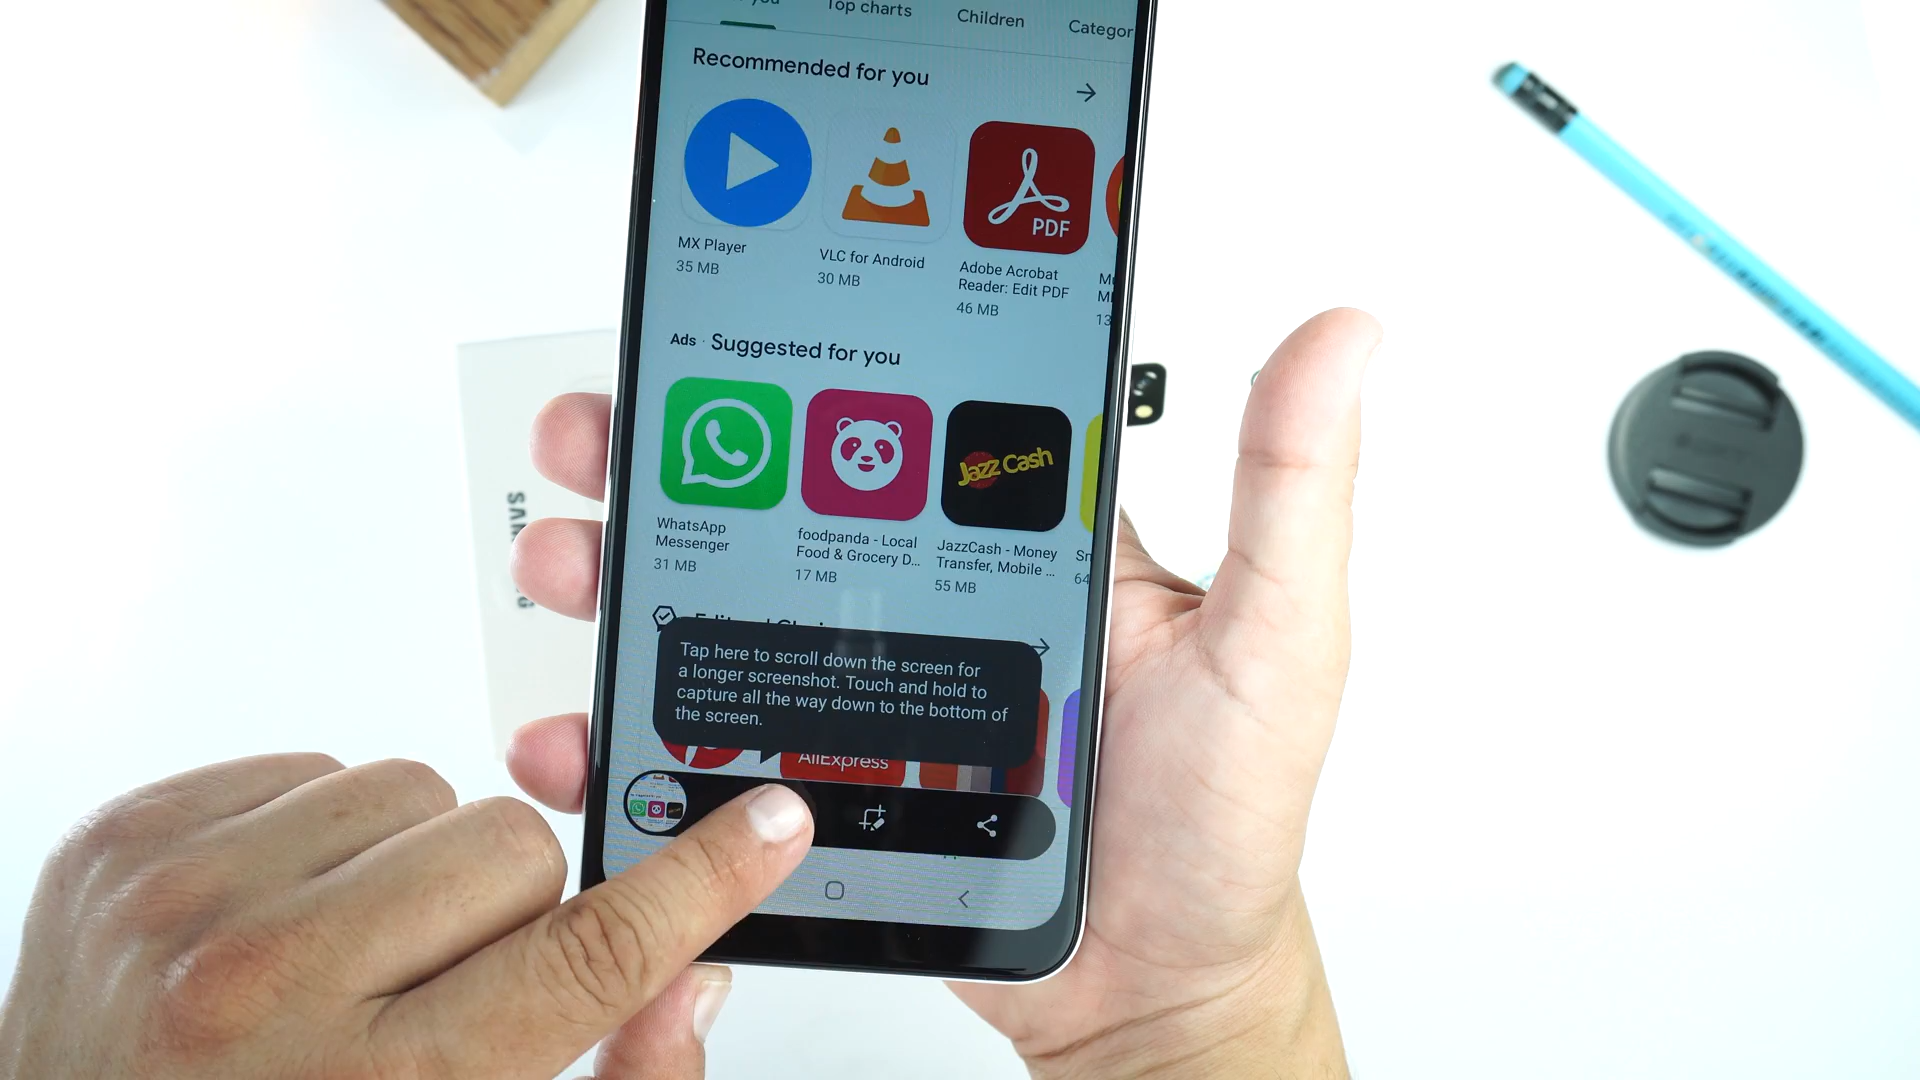 Top charts
Children
Categor
Recommended for you
PDF
MX Player
35 MB
VLC for Android
30 MB
Adobe Acrobat
Reader: Edit PDF
46 MB
13
Ads · Suggested for you
Jazz Cash
WhatsApp
Messenger
31 MB
foodpanda - Local
Food & Grocery D...
17 MB
JazzCash - Money
Transfer, Mobile ...
55 MB
64
Tap here to scroll down the screen for
a longer screenshot. Touch and hold to
capture all the way down to the bottom of
the screen.
AliExpress